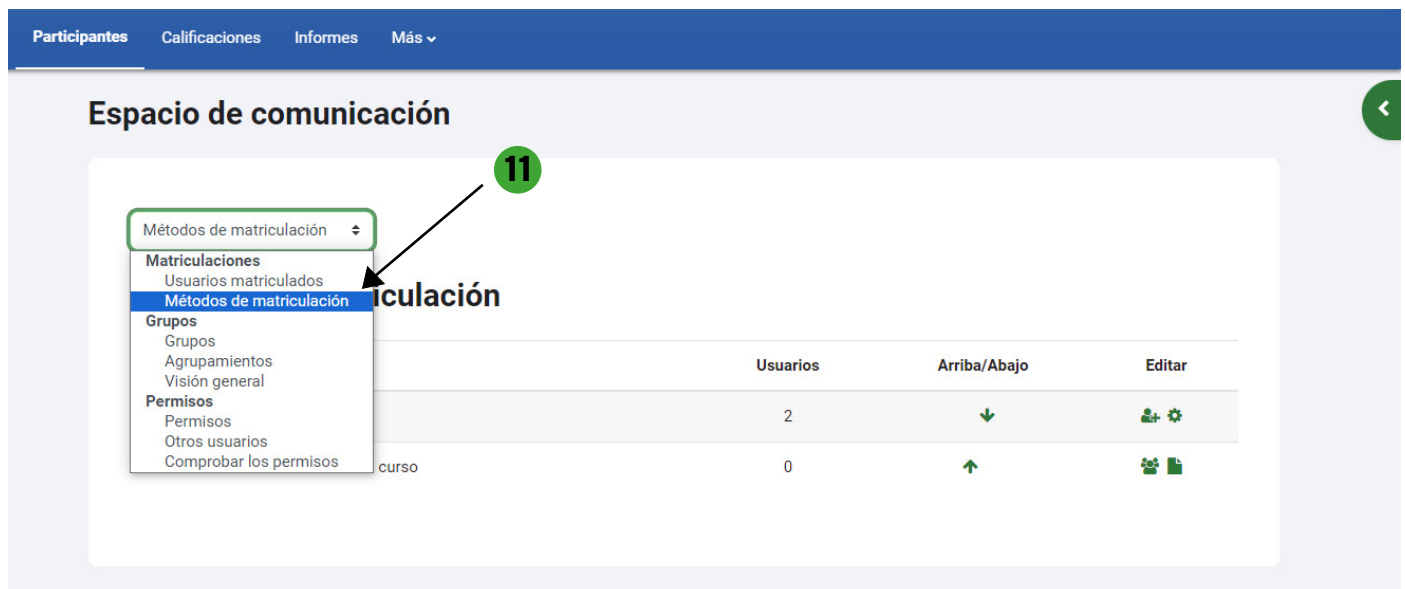 Participantes Calificaciones Informes Más
Espacio de comunicación
11
Métodos de matriculación
Matriculaciones
Usuarios matriculados
Métodos de matriculación
iculación
Grupos
Grupos
Agrupamientos
Visión general
Permisos
Permisos
Otros usuarios
Comprobar los permisos
Usuarios Arriba/Abajo Editar
2
curso 0